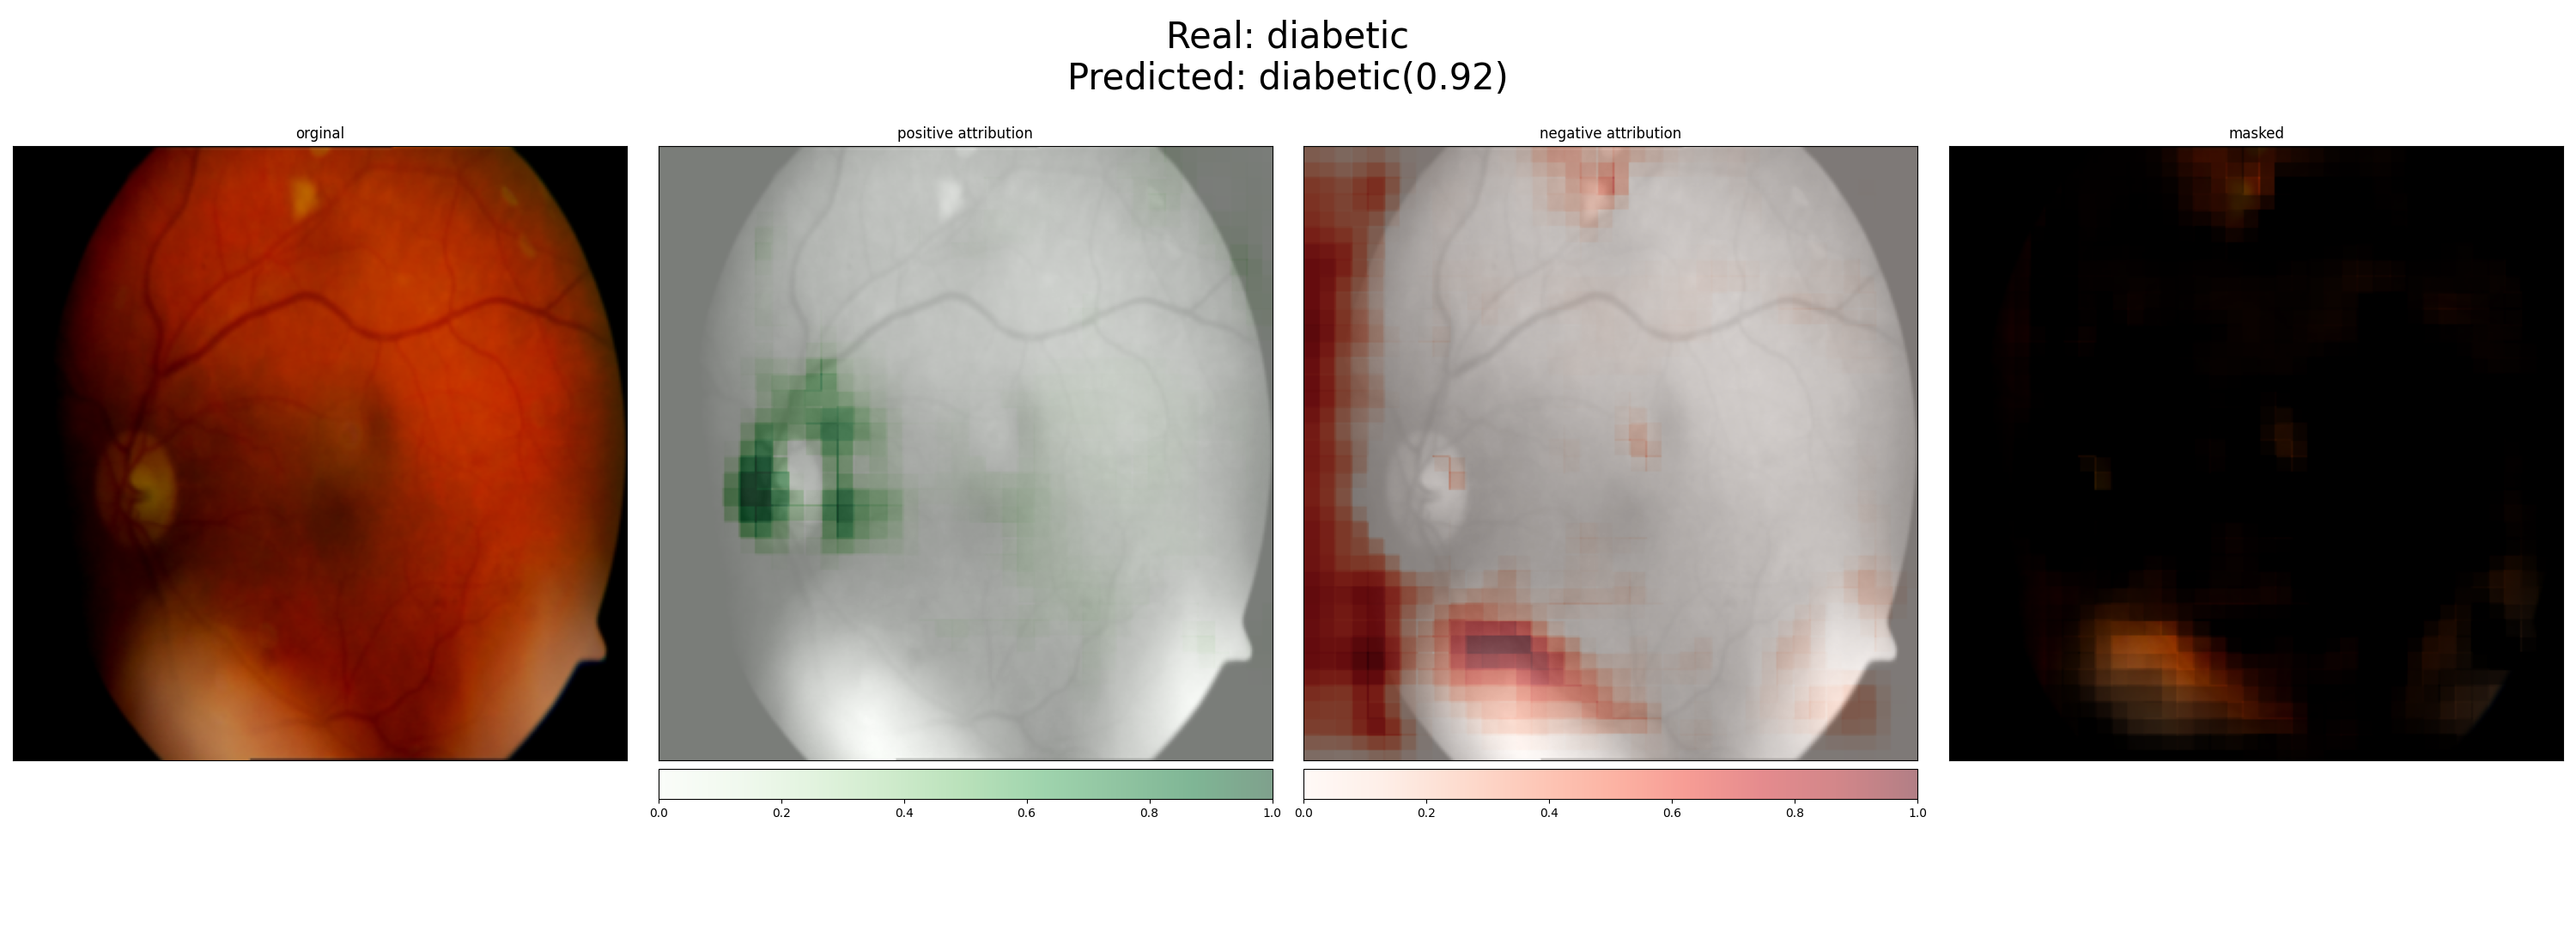 Real: diabetic
Predicted: diabetic(0.92)
orginal
positive attribution
negative attribution
masked
0.0 0.2 0.4 0.6 0.8 1.0
0.0 0.2 0.4 0.6 0.8 1.0